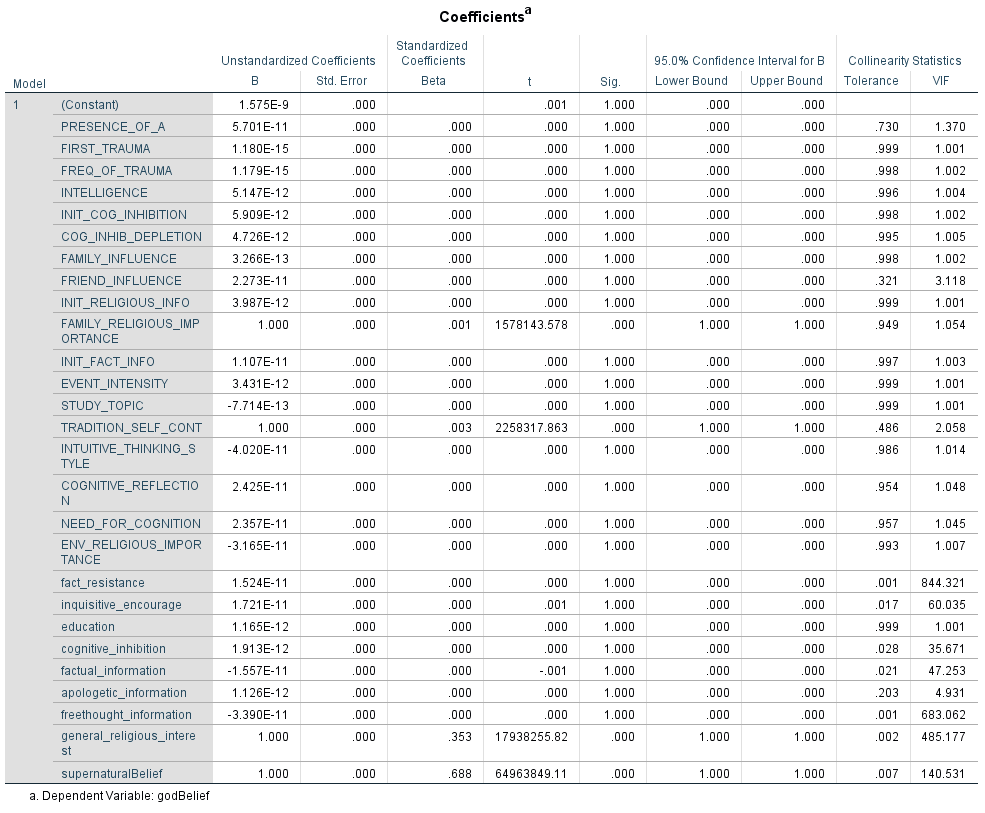 Coefficientsa
Unstandardized Coefficients Standardized Coefficients 95.0% Confidence Interval for B Collinearity Statistics
Model B Std. Error Beta t Sig. Lower Bound Upper Bound Tolerance VIF
1 (Constant) 1.575E-9 .000 .001 1.000 .000 .000
PRESENCE_OF_A 5.701E-11 .000 .000 .000 1.000 .000 .000 .730 1.370
FIRST_TRAUMA 1.180E-15 .000 .000 .000 1.000 .000 .000 .999 1.001
FREQ_OF_TRAUMA 1.179E-15 .000 .000 .000 1.000 .000 .000 .998 1.002
INTELLIGENCE 5.147E-12 .000 .000 .000 1.000 .000 .000 .996 1.004
INIT_COG_INHIBITION 5.909E-12 .000 .000 .000 1.000 .000 .000 .998 1.002
COG_INHIB_DEPLETION 4.726E-12 .000 .000 .000 1.000 .000 .000 .995 1.005
FAMILY_INFLUENCE 3.266E-13 .000 .000 .000 1.000 .000 .000 .998 1.002
FRIEND_INFLUENCE 2.273E-11 .000 .000 .000 1.000 .000 .000 .321 3.118
INIT_RELIGIOUS_INFO 3.987E-12 .000 .000 .000 1.000 .000 .000 .999 1.001
FAMILY_RELIGIOUS_IMP 1.000 .000 .001 1578143.578 .000 1.000 1.000 .949 1.054
ORTANCE
INIT_FACT_INFO 1.107E-11 .000 .000 .000 1.000 .000 .000 .997 1.003
EVENT_INTENSITY 3.431E-12 .000 .000 .000 1.000 .000 .000 .999 1.001
STUDY_TOPIC -7.714E-13 .000 .000 .000 1.000 .000 .000 .999 1.001
TRADITION_SELF_CONT 1.000 .000 .003 2258317.863 .000 1.000 1.000 .486 2.058
INTUITIVE_THINKING_S -4.020E-11 .000 .000 .000 1.000 .000 .000 .986 1.014
TYLE
COGNITIVE_REFLECTIO 2.425E-11 .000 .000 .000 1.000 .000 .000 .954 1.048
N
NEED_FOR_COGNITION 2.357E-11 .000 .000 .000 1.000 .000 .000 .957 1.045
ENV_RELIGIOUS_IMPOR -3.165E-11 .000 .000 .000 1.000 .000 .000 .993 1.007
TANCE
fact_resistance 1.524E-11 .000 .000 .000 1.000 .000 .000 .001 844.321
inquisitive_encourage 1.721E-11 .000 .000 .001 1.000 .000 .000 .017 60.035
education 1.165E-12 .000 .000 .000 1.000 .000 .000 .999 1.001
cognitive_inhibition 1.913E-12 .000 .000 .000 1.000 .000 .000 .028 35.671
factual_information -1.557E-11 .000 .000 -.001 1.000 .000 .000 .021 47.253
apologetic_information 1.126E-12 .000 .000 .000 1.000 .000 .000 .203 4.931
freethought_information -3.390E-11 .000 .000 .000 1.000 .000 .000 .001 683.062
general_religious_intere 1.000 .000 .353 17938255.82 .000 1.000 1.000 .002 485.177
st
supernaturalBelief 1.000 .000 .688 64963849.11 .000 1.000 1.000 .007 140.531
a. Dependent Variable: godBelief